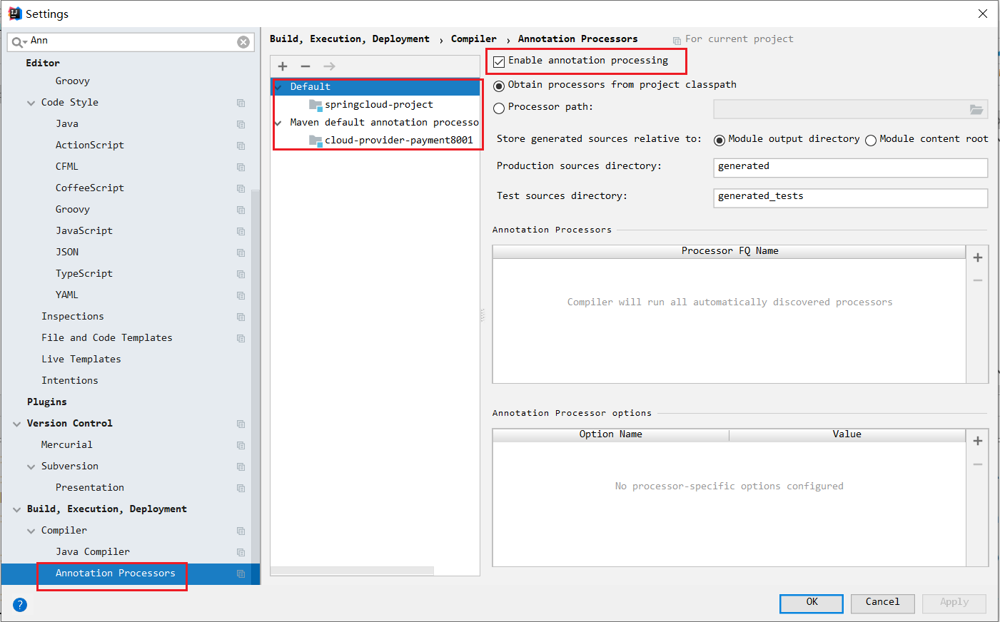 Settings
Ann
Editor
Groovy
Code Style
Java
ActionScript
CFML
CoffeeScript
Groovy
JavaScript
JSON
TypeScript
YAML
Inspections
File and Code Templates
Live Templates
Intentions
Plugins
Version Control
Mercurial
Subversion
Presentation
Build, Execution, Deployment
Compiler
Java Compiler
Annotation Processors
?
Build, Execution, Deployment › Compiler › Annotation Processors For current project
Default
springcloud-project
Maven default annotation processo
cloud-provider-payment8001
Enable annotation processing
Obtain processors from project classpath
Processor path:
Store generated sources relative to: Module output directory Module content root
Production sources directory: generated
Test sources directory: generated_tests
Annotation Processors
Processor FQ Name
Compiler will run all automatically discovered processors
Annotation Processor options
Option Name Value
No processor-specific options configured
OK Cancel Apply